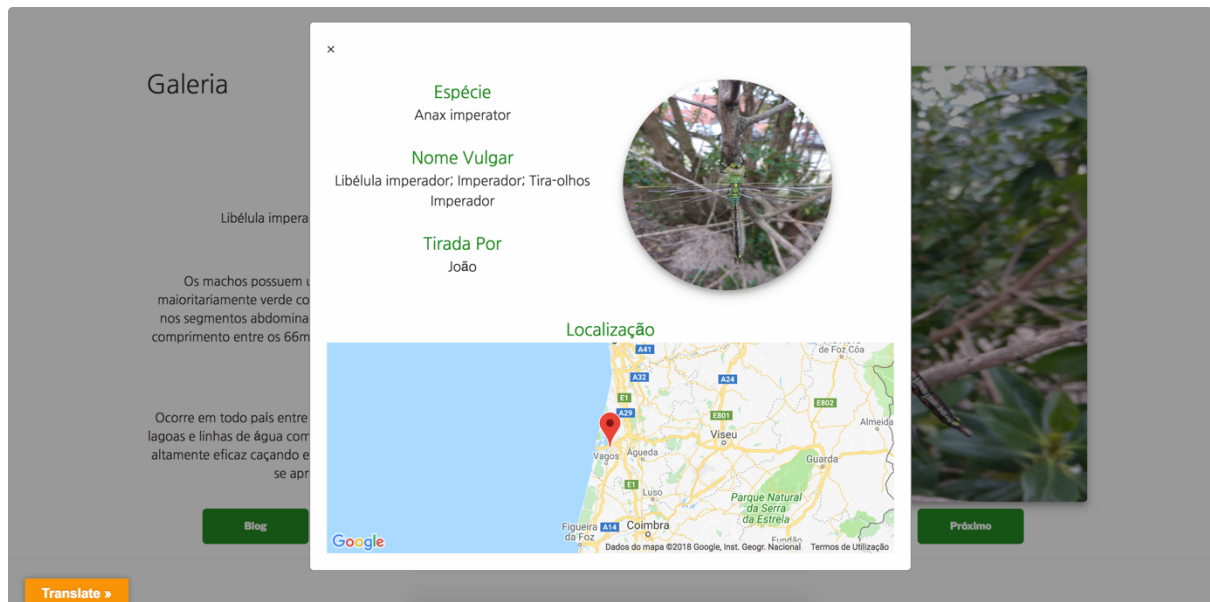 Galeria
Libélula impera
Os machos possuem
maioritariamente verde co
nos segmentos abdomina
comprimento entre os 66m
Ocorre em todo país entre
lagoas e linhas de água com
altamente eficaz caçando e
se apr
Blog
Translate »
×
Espécie
Anax imperator
Nome Vulgar
Libélula imperador; Imperador; Tira-olhos
Imperador
Tirada Por
João
Localização
A41
de Foz Côa
A32
A24
E1
E802
A29
E801
Almeida
Viseu
Vagos
Águeda
Guarda
E1
Luso
Parque Natural
da Serra
da Estrela
Figueira
da Foz
A14
Coimbra
Fundão
Google
Dados do mapa ©2018 Google, Inst. Geogr. Nacional
Termos de Utilização
Próximo